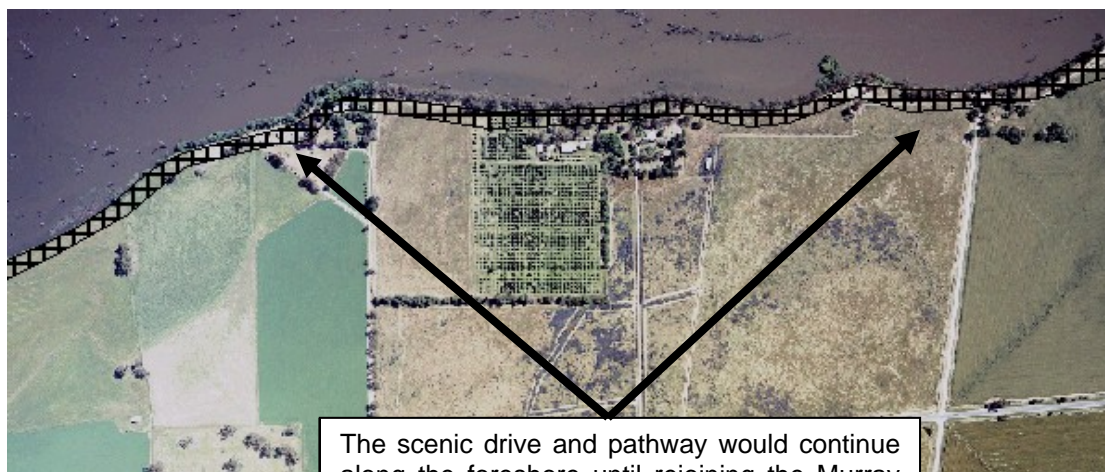 The scenic drive and pathway would continue
along the foreshore until rejoining the Murray